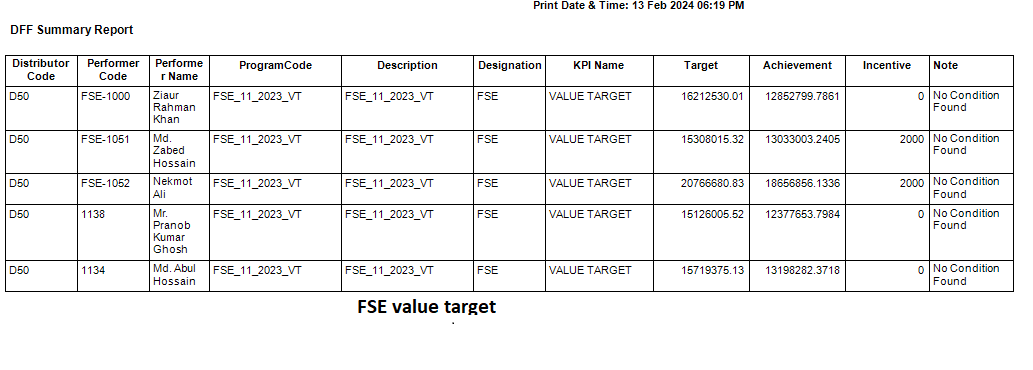 Print Date & Time: 13 Feb 2024 06:19 PM
DFF Summary Report
Distributor Code Performer Code Performe r Name ProgramCode Description Designation KPI Name Target Achievement Incentive Note
D50 FSE-1000 Ziaur Rahman Khan FSE_11_2023_VT FSE_11_2023_VT FSE VALUE TARGET 16212530.01 12852799.7861 0 No Condition Found
D50 FSE-1051 Md. Zabed Hossain FSE_11_2023_VT FSE_11_2023_VT FSE VALUE TARGET 15308015.32 13033003.2405 2000 No Condition Found
D50 FSE-1052 Nekmot Ali FSE_11_2023_VT FSE_11_2023_VT FSE VALUE TARGET 20766680.83 18656856.1336 2000 No Condition Found
D50 1138 Mr. Pranob Kumar Ghosh FSE_11_2023_VT FSE_11_2023_VT FSE VALUE TARGET 15126005.52 12377653.7984 0 No Condition Found
D50 1134 Md. Abul Hossain FSE_11_2023_VT FSE_11_2023_VT FSE VALUE TARGET 15719375.13 13198282.3718 0 No Condition Found
FSE value target